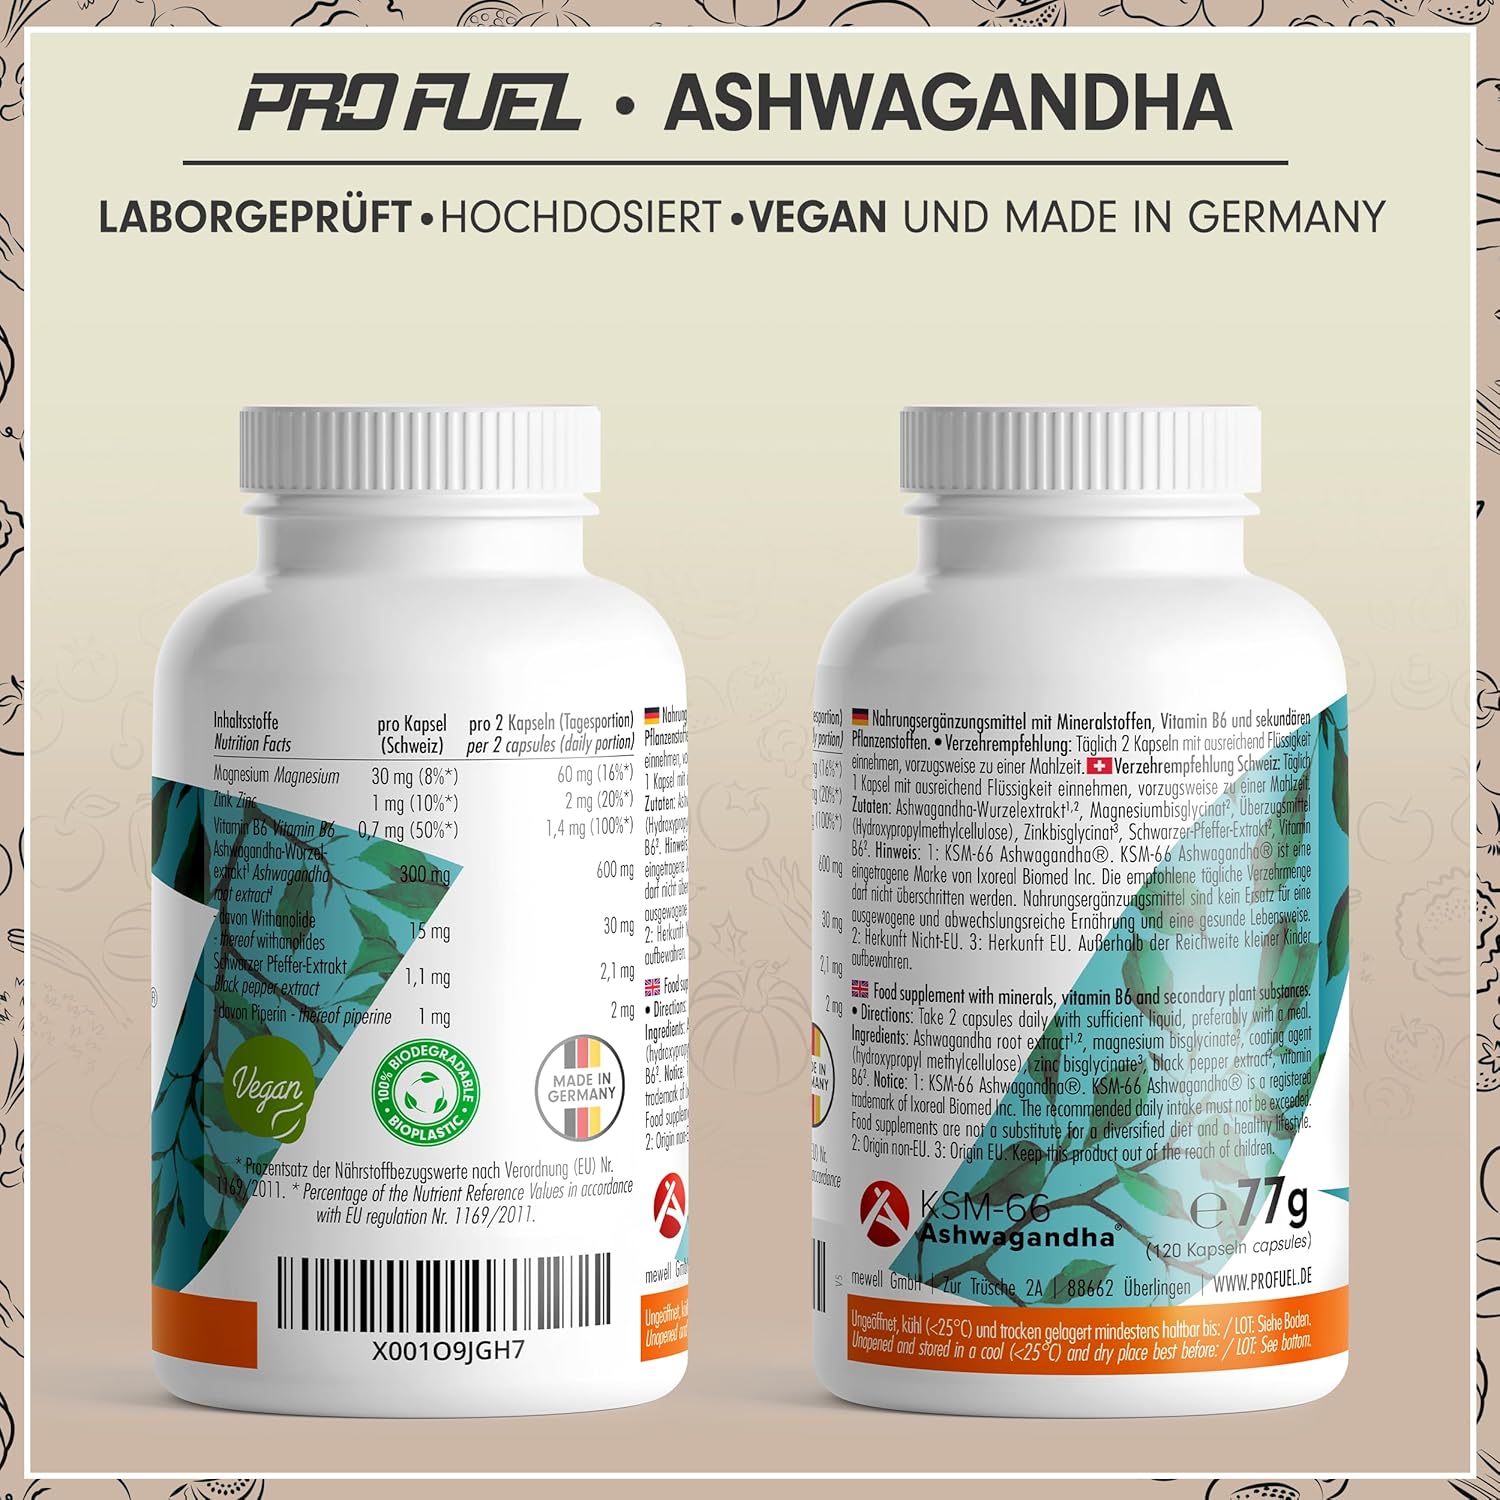 PRO FUEL • ASHWAGANDHA
LABORGEPRÜFT • HOCHDOSIERT • VEGAN UND MADE IN GERMANY
Inhaltsstoffe pro Kapsel pro 2 Kapseln (Tagesportion)
Nutrition Facts (Schweiz) per 2 capsules (daily portion)
Magnesium Magnesium 30 mg (8%*) 60 mg (16%*)
Zink Zinc 1 mg (10%*) 2 mg (20%*)
Vitamin B6 Vitamin B6 0,7 mg (50%*) 1,4 mg (100%*)
Ashwagandha-Wurzel-
extrakt¹ Ashwagandha 300 mg 600 mg
root extract¹
- davon Withanolide 15 mg 30 mg
- thereof withanolides
Schwarzer Pfeffer-Extrakt 1,1 mg 2,1 mg
Black pepper extract
- davon Piperin - thereof piperine 1 mg 2 mg
Vegan
100% BIODEGRADABLE
• BIOPLASTIC •
MADE IN
GERMANY
* Prozentsatz der Nährstoffbezugswerte nach Verordnung (EU) Nr.
1169/2011. * Percentage of the Nutrient Reference Values in accordance
with EU regulation Nr. 1169/2011.
X001O9JGH7
Nahrungsergänzungsmittel mit Mineralstoffen, Vitamin B6 und sekundären
Pflanzenstoffen. • Verzehrempfehlung: Täglich 2 Kapseln mit ausreichend Flüssigkeit
einnehmen, vorzugsweise zu einer Mahlzeit. Verzehrempfehlung Schweiz: Täglich
1 Kapsel mit ausreichend Flüssigkeit einnehmen, vorzugsweise zu einer Mahlzeit.
Zutaten: Ashwagandha-Wurzelextrakt¹,², Magnesiumbisglycinat², Überzugsmittel
(Hydroxypropylmethylcellulose), Zinkbisglycinat³, Schwarzer-Pfeffer-Extrakt², Vitamin
B6². Hinweis: 1: KSM-66 Ashwagandha®. KSM-66 Ashwagandha® ist eine
eingetragene Marke von Ixoreal Biomed Inc. Die empfohlene tägliche Verzehrmenge
darf nicht überschritten werden. Nahrungsergänzungsmittel sind kein Ersatz für eine
ausgewogene und abwechslungsreiche Ernährung und eine gesunde Lebensweise.
2: Herkunft Nicht-EU. 3: Herkunft EU. Außerhalb der Reichweite kleiner Kinder
aufbewahren.
Food supplement with minerals, vitamin B6 and secondary plant substances.
• Directions: Take 2 capsules daily with sufficient liquid, preferably with a meal.
Ingredients: Ashwagandha root extract¹,², magnesium bisglycinate², coating agent
(hydroxypropyl methylcellulose), zinc bisglycinate³, black pepper extract², vitamin
B6². Notice: 1: KSM-66 Ashwagandha®. KSM-66 Ashwagandha® is a registered
trademark of Ixoreal Biomed Inc. The recommended daily intake must not be exceeded.
Food supplements are not a substitute for a diversified diet and a healthy lifestyle.
2: Origin non-EU. 3: Origin EU. Keep this product out of the reach of children.
KSM-66
Ashwagandha®
℮77g
(120 Kapseln capsules)
mewell GmbH | Zur Trüsche 2A | 88662 Überlingen | WWW.PROFUEL.DE
Ungeöffnet, kühl (<25°C) und trocken gelagert mindestens haltbar bis: / LOT: Siehe Boden.
Unopened and stored in a cool (<25°C) and dry place best before: / LOT: See bottom.